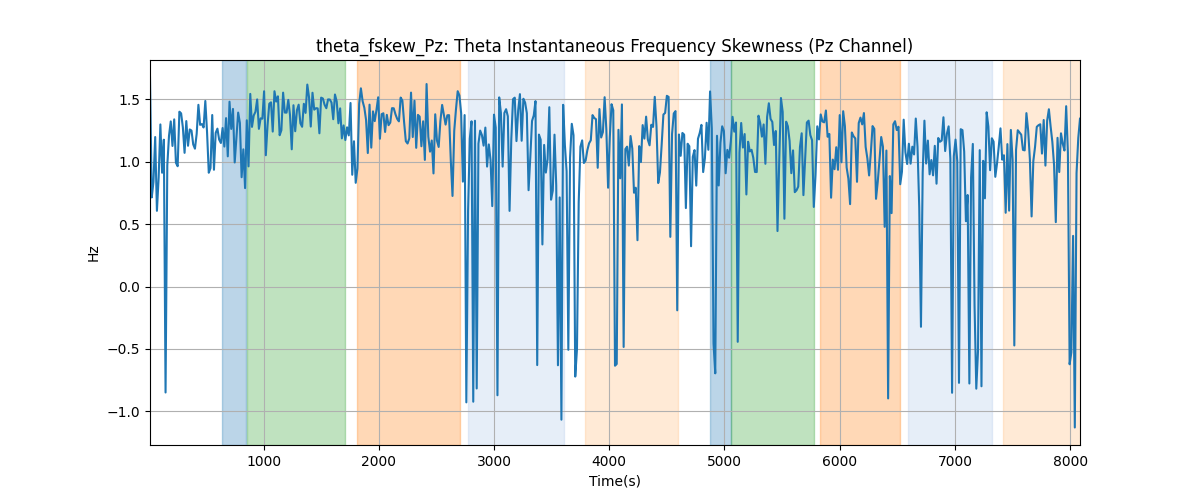 theta_fskew_Pz: Theta Instantaneous Frequency Skewness (Pz Channel)
1.5
1.0
0.5
0.0
−0.5
−1.0
Hz
1000 2000 3000 4000 5000 6000 7000 8000
Time(s)